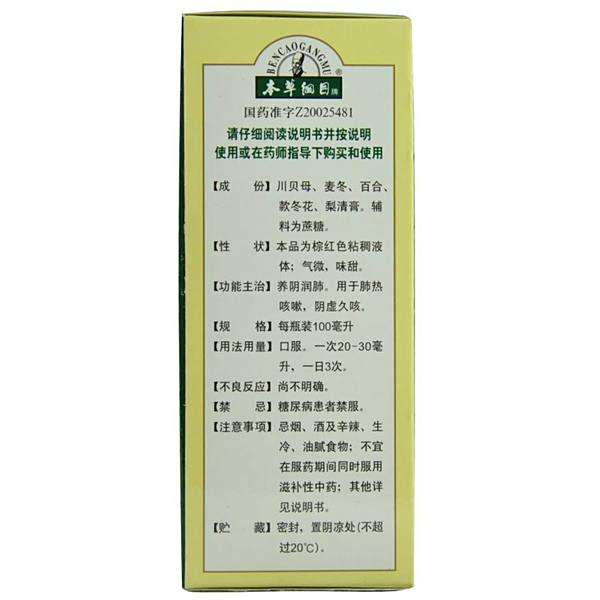 BENCAOGANGMU
本草纲目牌
国药准字Z20025481
请仔细阅读说明书并按说明
使用或在药师指导下购买和使用
【成 份】川贝母、麦冬、百合、
款冬花、梨清膏。辅
料为蔗糖。
【性 状】本品为棕红色粘稠液
体；气微，味甜。
【功能主治】养阴润肺。用于肺热
咳嗽，阴虚久咳。
【规 格】每瓶装100毫升
【用法用量】口服。一次20-30毫
升，一日3次。
【不良反应】尚不明确。
【禁 忌】糖尿病患者禁服。
【注意事项】忌烟、酒及辛辣、生
冷、油腻食物；不宜
在服药期间同时服用
滋补性中药；其他详
见说明书。
【贮 藏】密封，置阴凉处(不超
过20℃)。